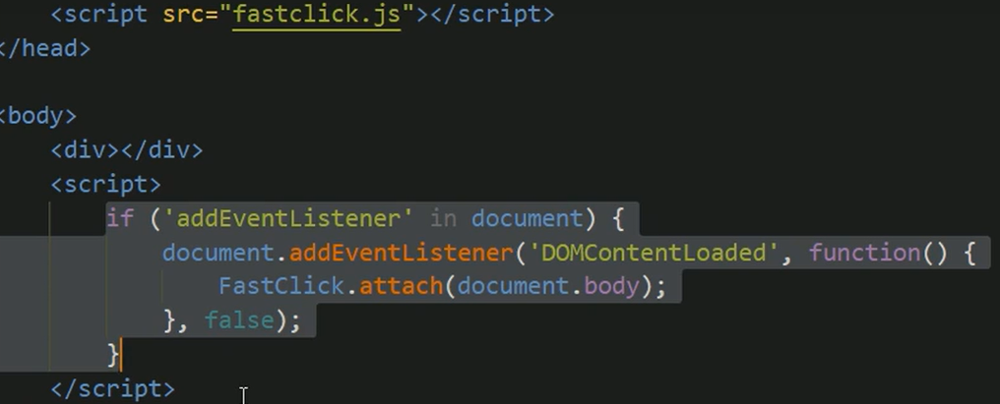 <script src="fastclick.js"></script>
</head>
<body>
<div></div>
<script>
if ('addEventListener' in document) {
document.addEventListener('DOMContentLoaded', function() {
FastClick.attach(document.body);
}, false);
}
</script>